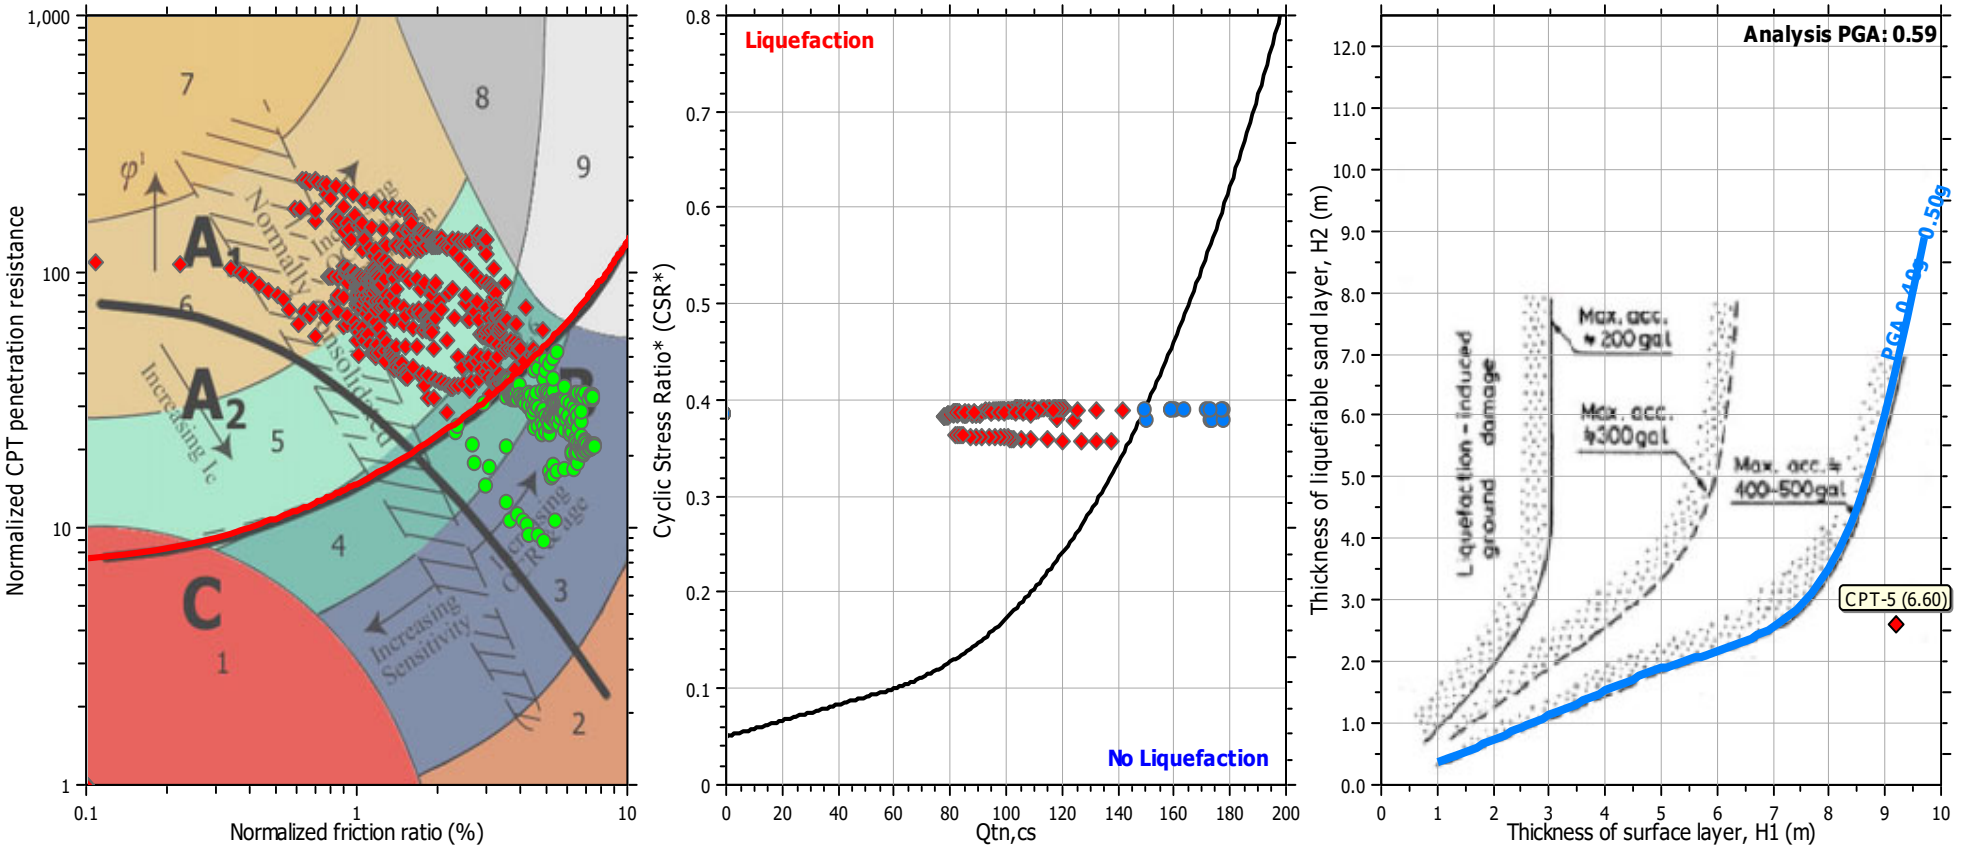 1,000
100
10
1
0.1
1
10
Normalized CPT penetration resistance
Normalized friction ratio (%)
7
8
9
φ'
A1
6
A2
5
4
B
3
C
1
2
Normally Consolidated
Increasing Ic
Increasing
Sensitivity
Liquefaction
No Liquefaction
0.8
0.7
0.6
0.5
0.4
0.3
0.2
0.1
0
0
20
40
60
80
100
120
140
160
180
200
Cyclic Stress Ratio* (CSR*)
Qtn,cs
Analysis PGA: 0.59
12.0
11.0
10.0
9.0
8.0
7.0
6.0
5.0
4.0
3.0
2.0
1.0
0.0
0
1
2
3
4
5
6
7
8
9
10
Thickness of liquefiable sand layer, H2 (m)
Thickness of surface layer, H1 (m)
Liquefaction-induced
ground damage
Max. acc.
≒ 200 gal
Max. acc.
≒ 300 gal
Max. acc. ≒
400-500 gal
PGA 0.40g
0.50g
CPT-5 (6.60)